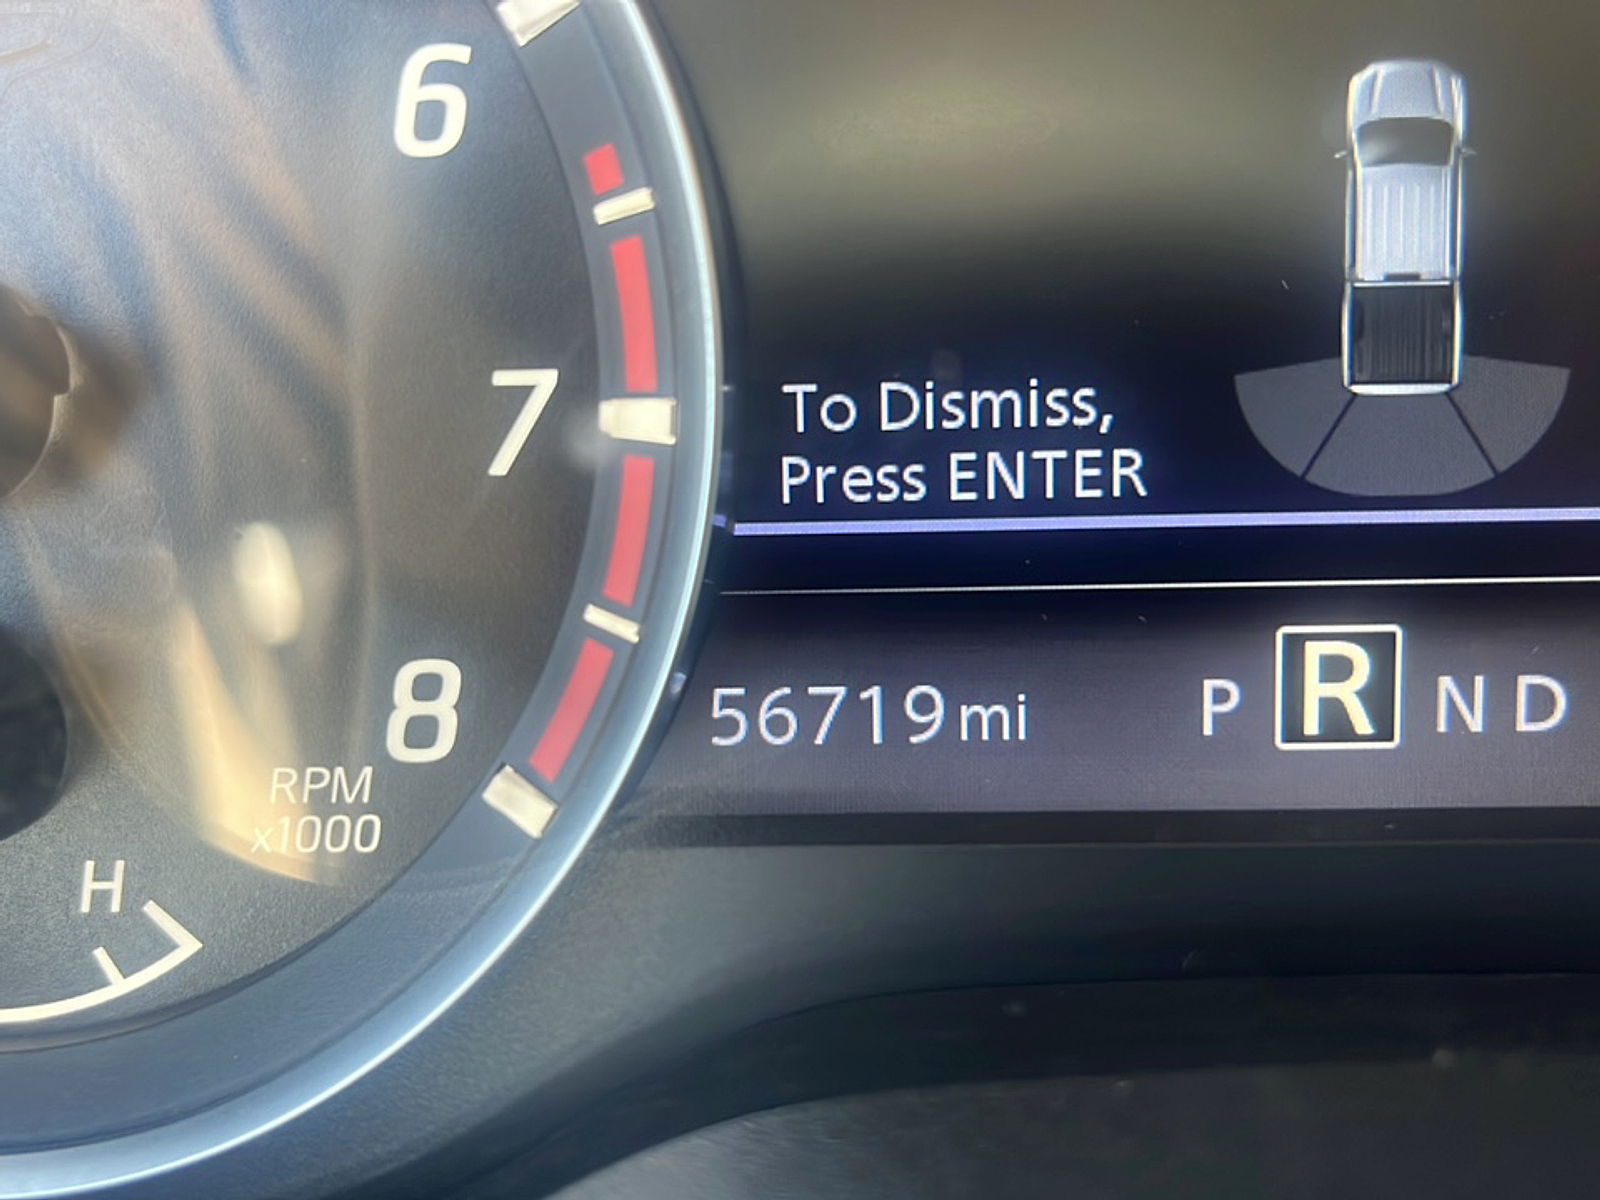 6
7
8
RPM
x1000
H
To Dismiss,
Press ENTER
56719mi
P R N D